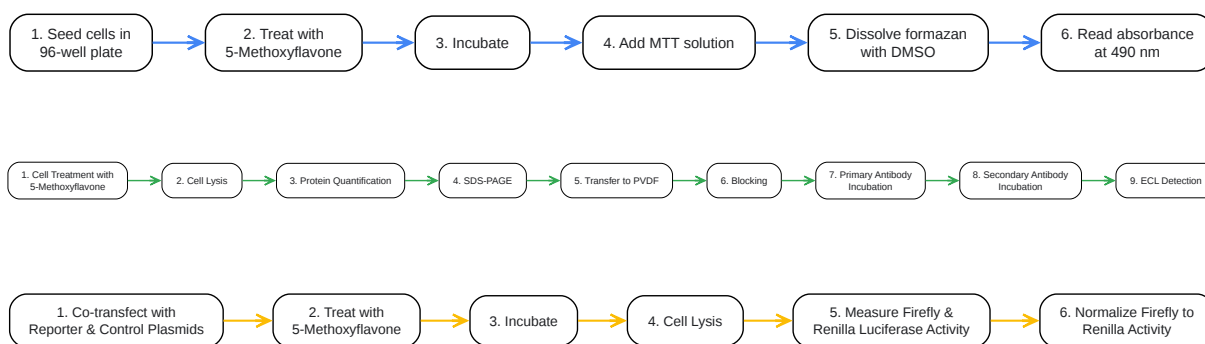 1. Seed cells in
96-well plate
2. Treat with
5-Methoxyflavone
3. Incubate
4. Add MTT solution
5. Dissolve formazan
with DMSO
6. Read absorbance
at 490 nm
1. Cell Treatment with
5-Methoxyflavone
2. Cell Lysis
3. Protein Quantification
4. SDS-PAGE
5. Transfer to PVDF
6. Blocking
7. Primary Antibody
Incubation
8. Secondary Antibody
Incubation
9. ECL Detection
1. Co-transfect with
Reporter & Control Plasmids
2. Treat with
5-Methoxyflavone
3. Incubate
4. Cell Lysis
5. Measure Firefly &
Renilla Luciferase Activity
6. Normalize Firefly to
Renilla Activity